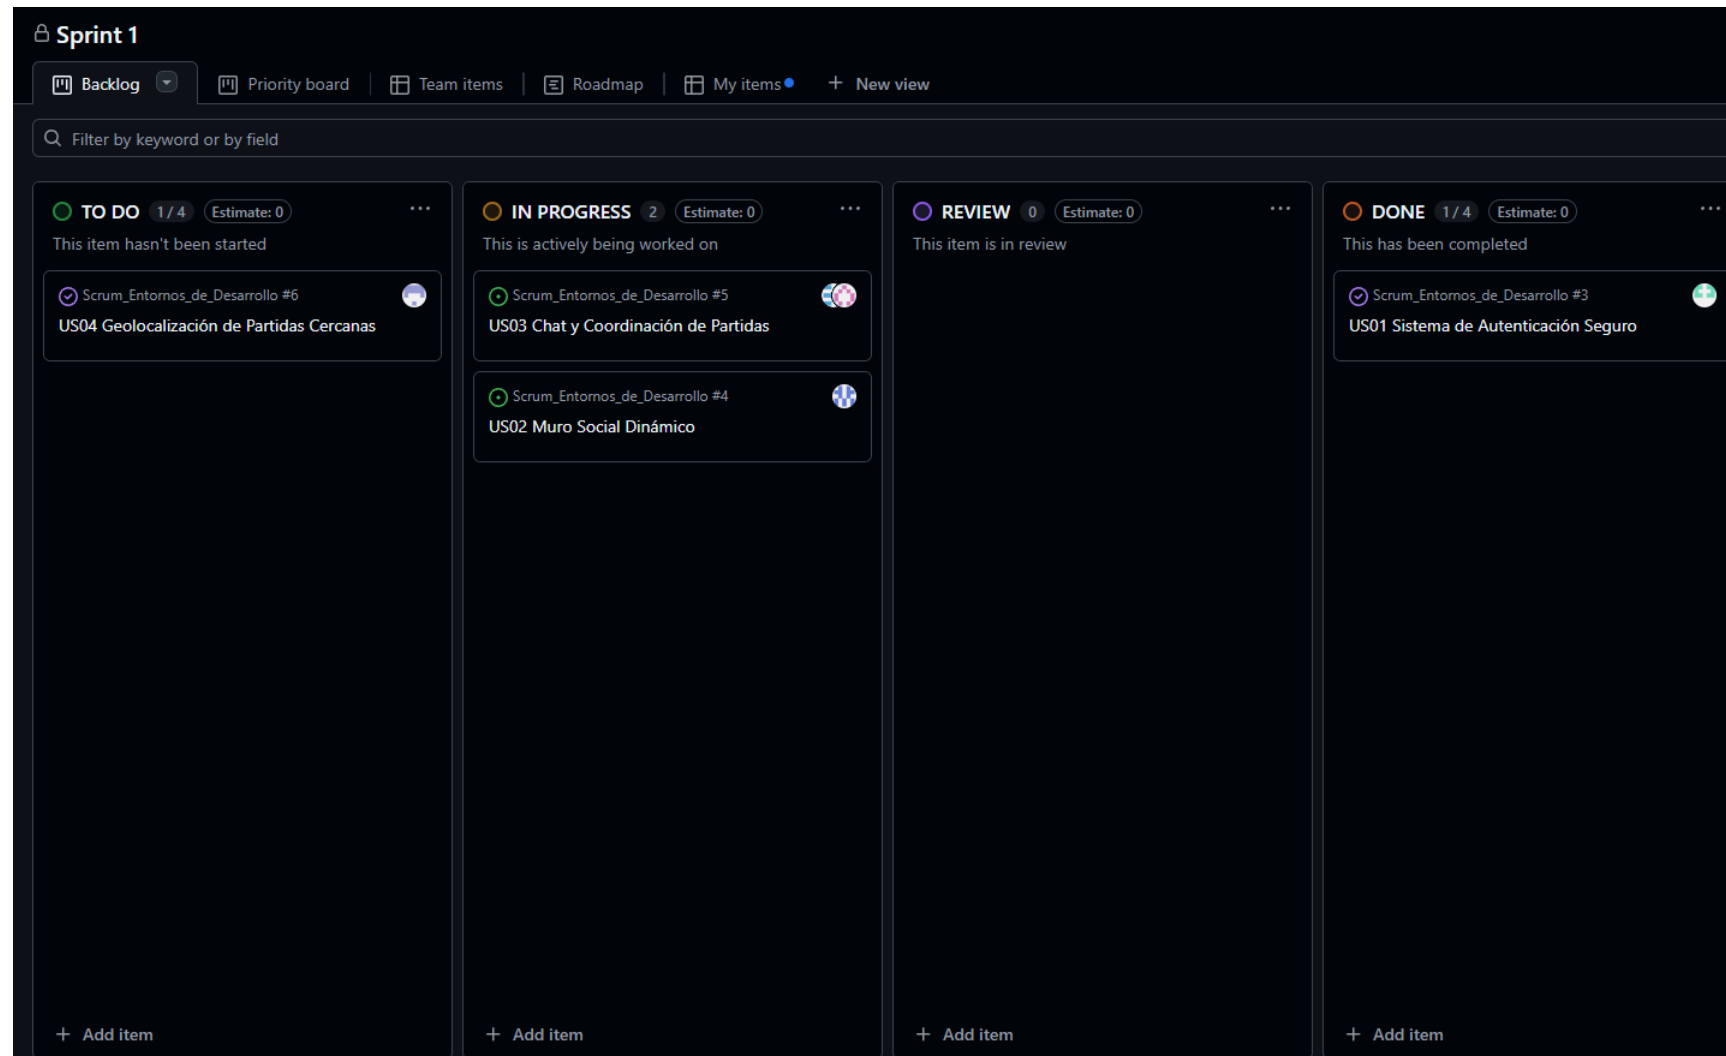 Sprint 1
Backlog
Priority board
Team items
Roadmap
My items
New view
Filter by keyword or by field
TO DO 1 / 4 Estimate: 0
This item hasn't been started
Scrum_Entornos_de_Desarrollo #6
US04 Geolocalización de Partidas Cercanas
Add item
IN PROGRESS 2 Estimate: 0
This is actively being worked on
Scrum_Entornos_de_Desarrollo #5
US03 Chat y Coordinación de Partidas
Scrum_Entornos_de_Desarrollo #4
US02 Muro Social Dinámico
Add item
REVIEW 0 Estimate: 0
This item is in review
Add item
DONE 1 / 4 Estimate: 0
This has been completed
Scrum_Entornos_de_Desarrollo #3
US01 Sistema de Autenticación Seguro
Add item